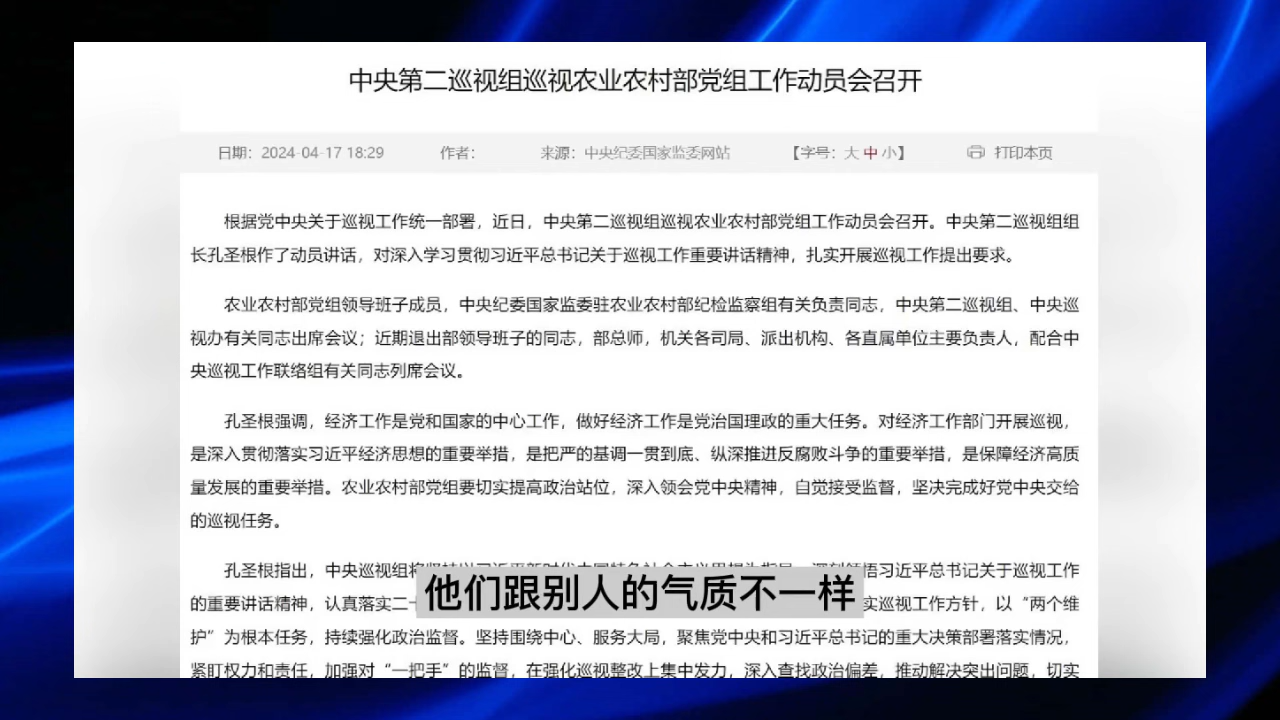 中央第二巡视组巡视农业农村部党组工作动员会召开
日期：2024-04-17 18:29 作者： 来源：中央纪委国家监委网站 【字号：大 中 小】 打印本页
根据党中央关于巡视工作统一部署，近日，中央第二巡视组巡视农业农村部党组工作动员会召开。中央第二巡视组组
长孔圣根作了动员讲话，对深入学习贯彻习近平总书记关于巡视工作重要讲话精神，扎实开展巡视工作提出要求。
农业农村部党组领导班子成员，中央纪委国家监委驻农业农村部纪检监察组有关负责同志，中央第二巡视组、中央巡
视办有关同志出席会议；近期退出部领导班子的同志，部总师，机关各司局、派出机构、各直属单位主要负责人，配合中
央巡视工作联络组有关同志列席会议。
孔圣根强调，经济工作是党和国家的中心工作，做好经济工作是党治国理政的重大任务。对经济工作部门开展巡视，
是深入贯彻落实习近平经济思想的重要举措，是把严的基调一贯到底、纵深推进反腐败斗争的重要举措，是保障经济高质
量发展的重要举措。农业农村部党组要切实提高政治站位，深入领会党中央精神，自觉接受监督，坚决完成好党中央交给
的巡视任务。
孔圣根指出，中央巡视组将 悟习近平总书记关于巡视工作
的重要讲话精神，认真落实二 实巡视工作方针，以“两个维
他们跟别人的气质不一样
护”为根本任务，持续强化政治监督。坚持围绕中心、服务大局，聚焦党中央和习近平总书记的重大决策部署落实情况，
紧盯权力和责任，加强对“一把手”的监督，在强化巡视整改上集中发力，深入查找政治偏差，推动解决突出问题，切实